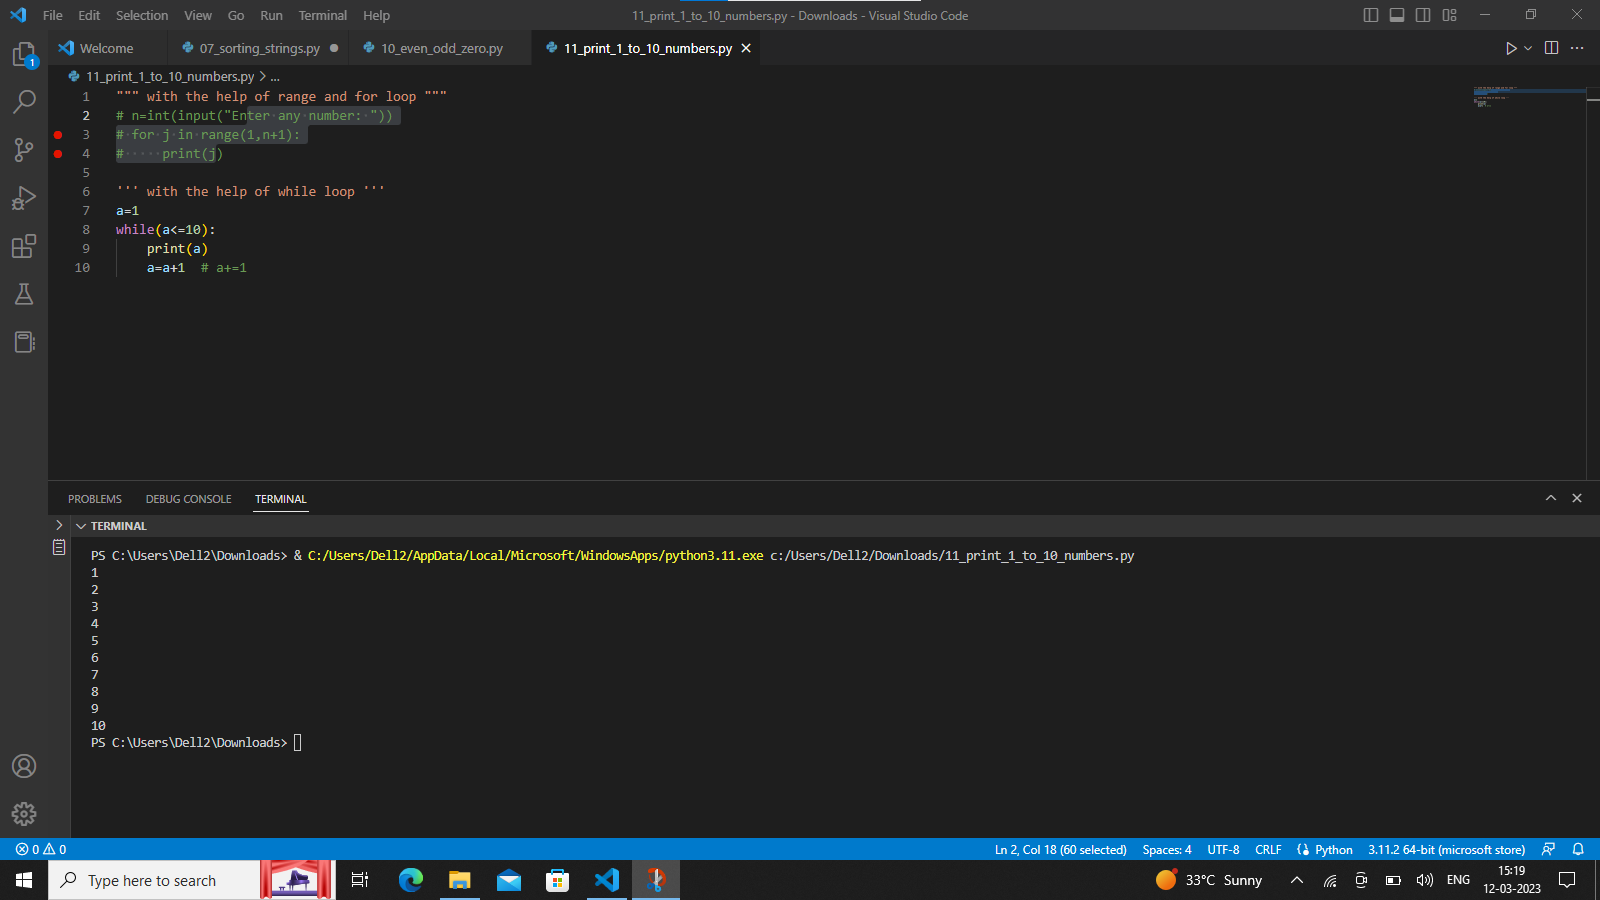 File Edit Selection View Go Run Terminal Help
11_print_1_to_10_numbers.py - Downloads - Visual Studio Code
1
Welcome
07_sorting_strings.py
10_even_odd_zero.py
11_print_1_to_10_numbers.py
11_print_1_to_10_numbers.py > ...
1 """ with the help of range and for loop """
2 # n=int(input("Enter any number: "))
3 # for j in range(1,n+1):
4 #     print(j)
5
6 ''' with the help of while loop '''
7 a=1
8 while(a<=10):
9     print(a)
10     a=a+1  # a+=1
PROBLEMS DEBUG CONSOLE TERMINAL
TERMINAL
PS C:\Users\Dell2\Downloads> & C:/Users/Dell2/AppData/Local/Microsoft/WindowsApps/python3.11.exe c:/Users/Dell2/Downloads/11_print_1_to_10_numbers.py
1
2
3
4
5
6
7
8
9
10
PS C:\Users\Dell2\Downloads>
0 0 Ln 2, Col 18 (60 selected) Spaces: 4 UTF-8 CRLF Python 3.11.2 64-bit (microsoft store)
Type here to search
33°C Sunny
ENG
15:19
12-03-2023